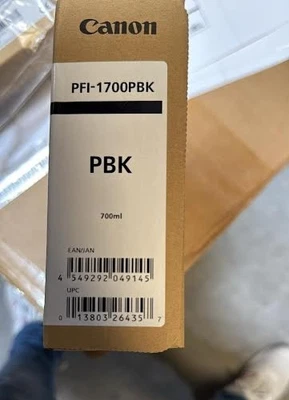 Canon
PFI-1700PBK
PBK
700ml
EAN/JAN
4 549292 049145
UPC
0 13803 26435 7